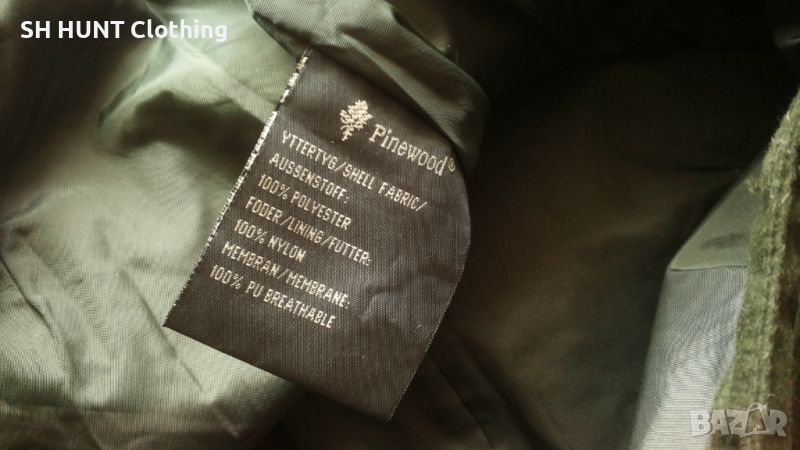 SH HUNT Clothing
Pinewood®
YTTERTYG/SHELL FABRIC/
AUSSENSTOFF:
100% POLYESTER
FODER/LINING/FUTTER:
100% NYLON
MEMBRAN/MEMBRANE:
100% PU BREATHABLE
BAZAR